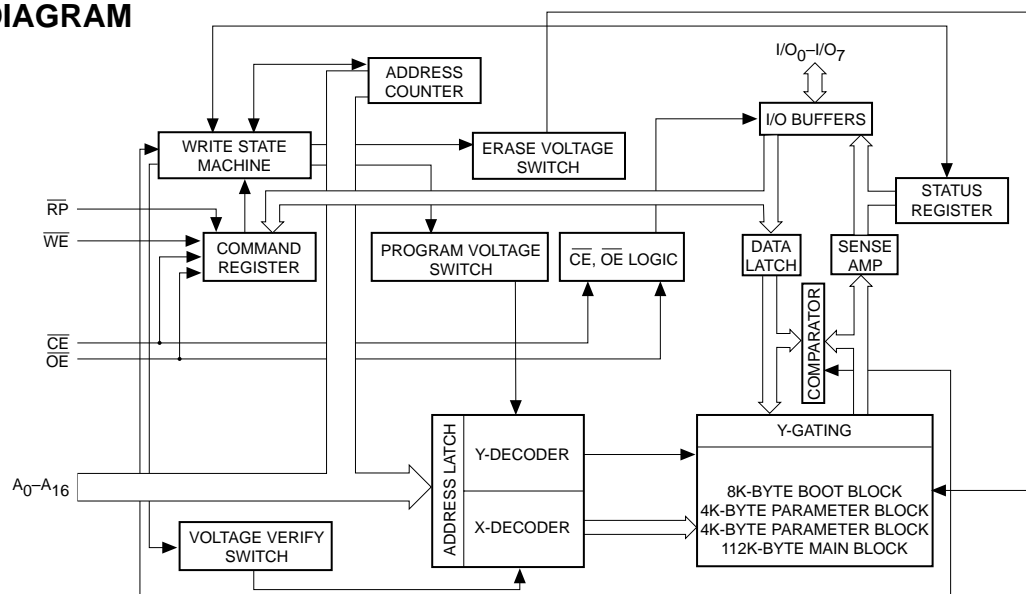 DIAGRAM
I/O0–I/O7
ADDRESS
COUNTER
I/O BUFFERS
WRITE STATE
MACHINE
ERASE VOLTAGE
SWITCH
STATUS
REGISTER
RP
WE
COMMAND
REGISTER
PROGRAM VOLTAGE
SWITCH
CE, OE LOGIC
DATA
LATCH
SENSE
AMP
COMPARATOR
CE
OE
ADDRESS LATCH
Y-DECODER
X-DECODER
Y-GATING
8K-BYTE BOOT BLOCK
4K-BYTE PARAMETER BLOCK
4K-BYTE PARAMETER BLOCK
112K-BYTE MAIN BLOCK
A0–A16
VOLTAGE VERIFY
SWITCH